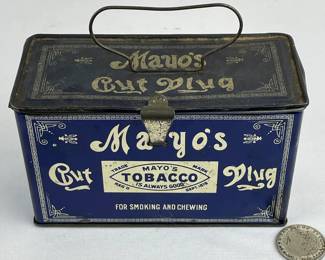 Mayo's
Cut Plug
Mayo's
Cut Plug
TRADE MARK
MAYO'S
TOBACCO
IS ALWAYS GOOD
FOR SMOKING AND CHEWING